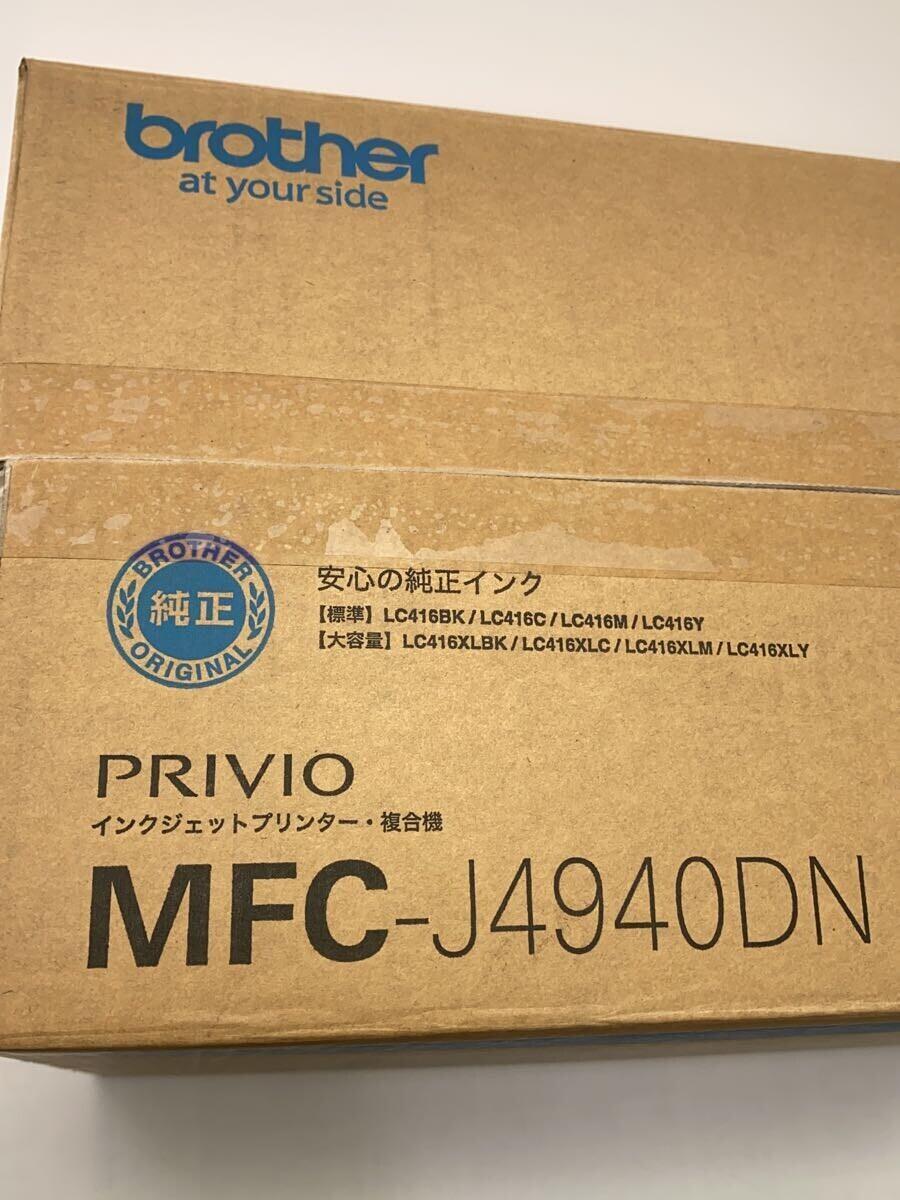 brother
at your side
BROTHER
純正
ORIGINAL
安心の純正インク
【標準】LC416BK / LC416C / LC416M / LC416Y
【大容量】LC416XLBK / LC416XLC / LC416XLM / LC416XLY
PRIVIO
インクジェットプリンター・複合機
MFC-J4940DN